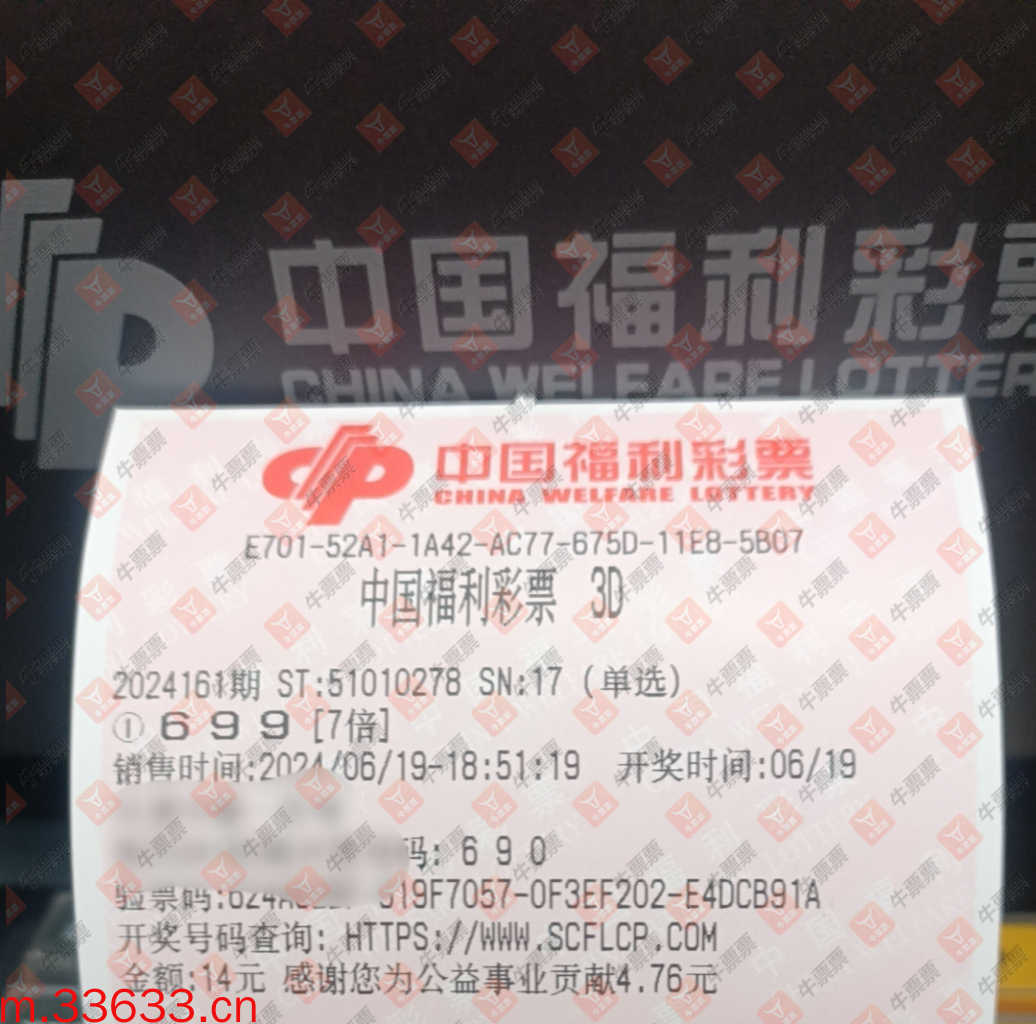 中国福利彩票
CHINA WELFARE LOTTER
中国福利彩票
CHINA WELFARE LOTTERY
E701-52A1-1A42-AC77-675D-11E8-5B07
中国福利彩票 3D
2024161期 ST:51010278 SN:17 (单选)
① 6 9 9 [7倍]
销售时间:2024/06/19-18:51:19 开奖时间:06/19
码: 6 9 0
验票码: 19F7057-0F3EF202-E4DCB91A
开奖号码查询: HTTPS://WWW.SCFLCP.COM
金额:14元 感谢您为公益事业贡献4.76元
m.33633.cn
牛票票